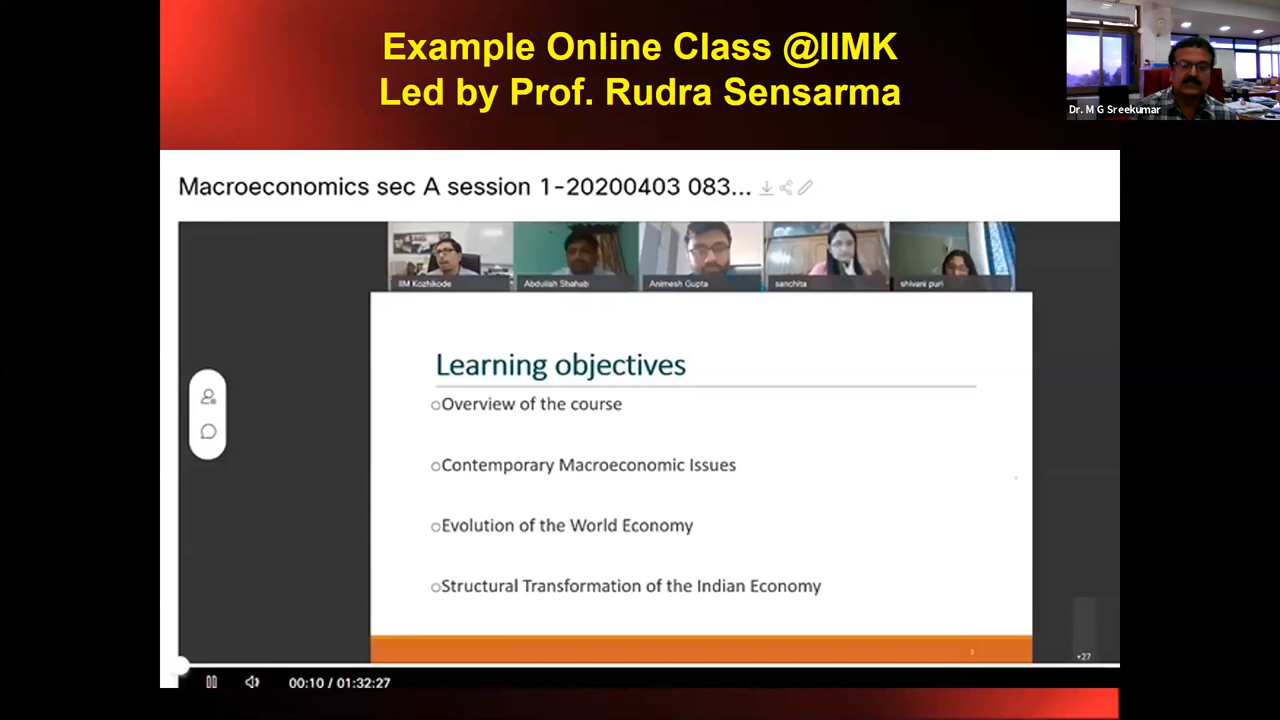 Example Online Class @IIMK
Led by Prof. Rudra Sensarma
Dr. M G Sreekumar
Macroeconomics sec A session 1-20200403 083...
IIM Kozhikode
Abdullah Shahab
Animesh Gupta
sanchita
shivani puri
Learning objectives
Overview of the course
Contemporary Macroeconomic Issues
Evolution of the World Economy
Structural Transformation of the Indian Economy
3
+27
00:10 / 01:32:27